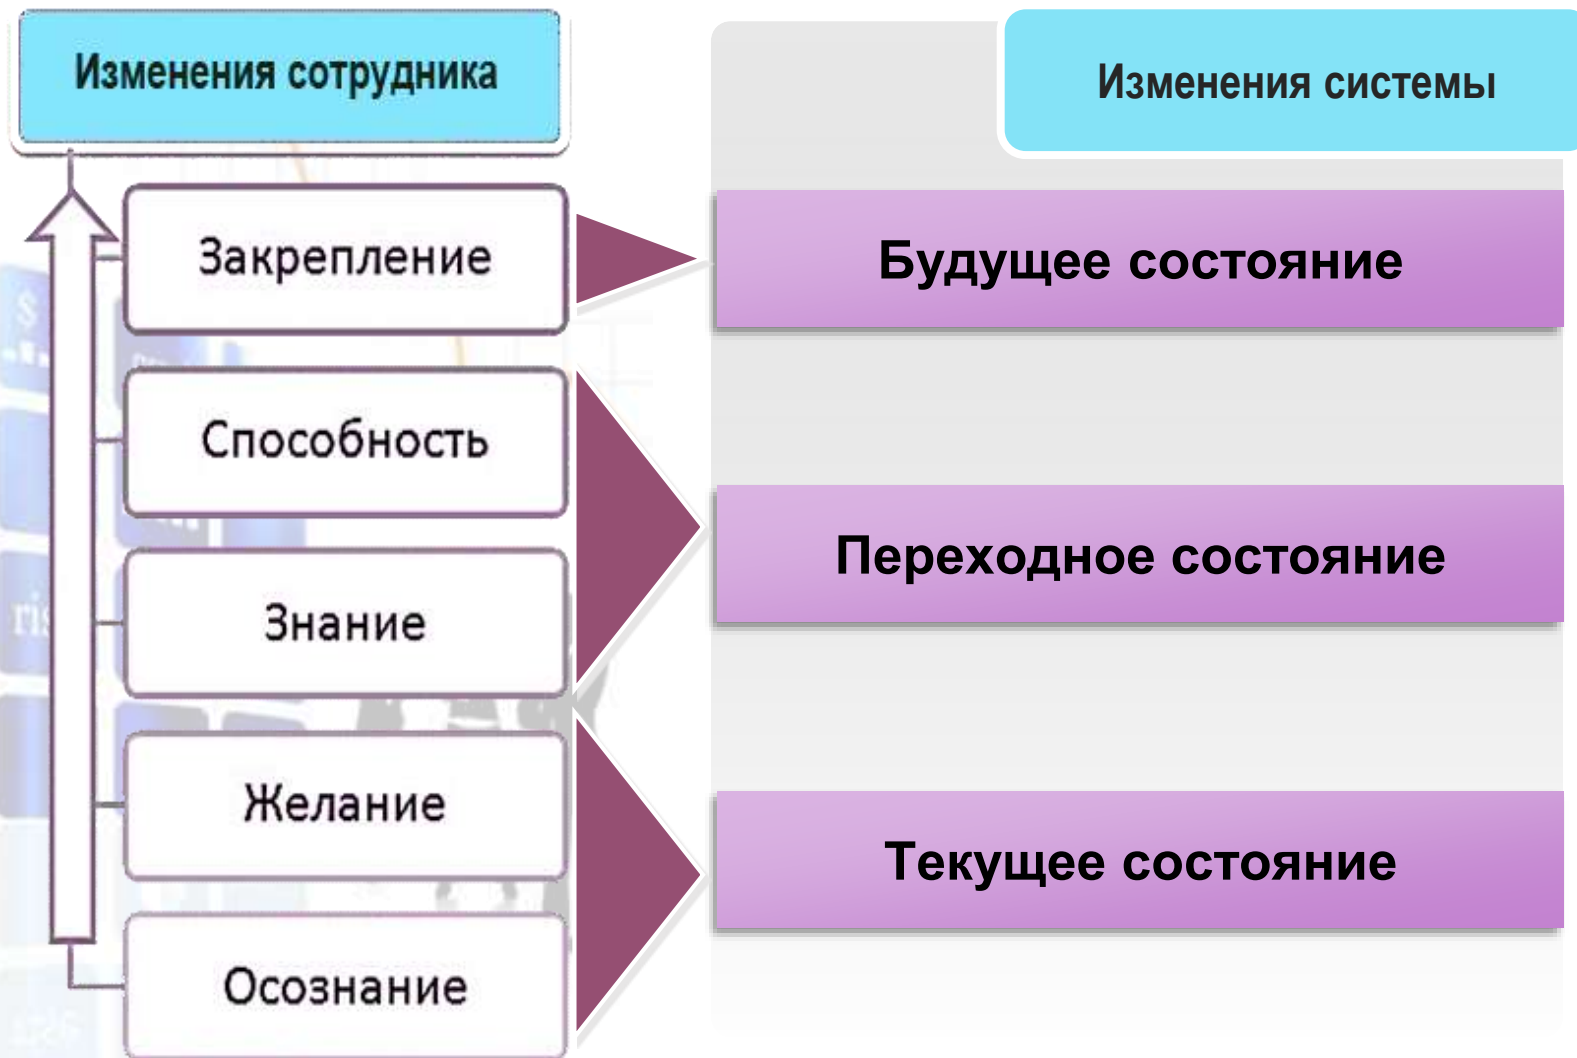 Изменения сотрудника
Изменения системы
Закрепление
Будущее состояние
Способность
Переходное состояние
Знание
Желание
Текущее состояние
Осознание